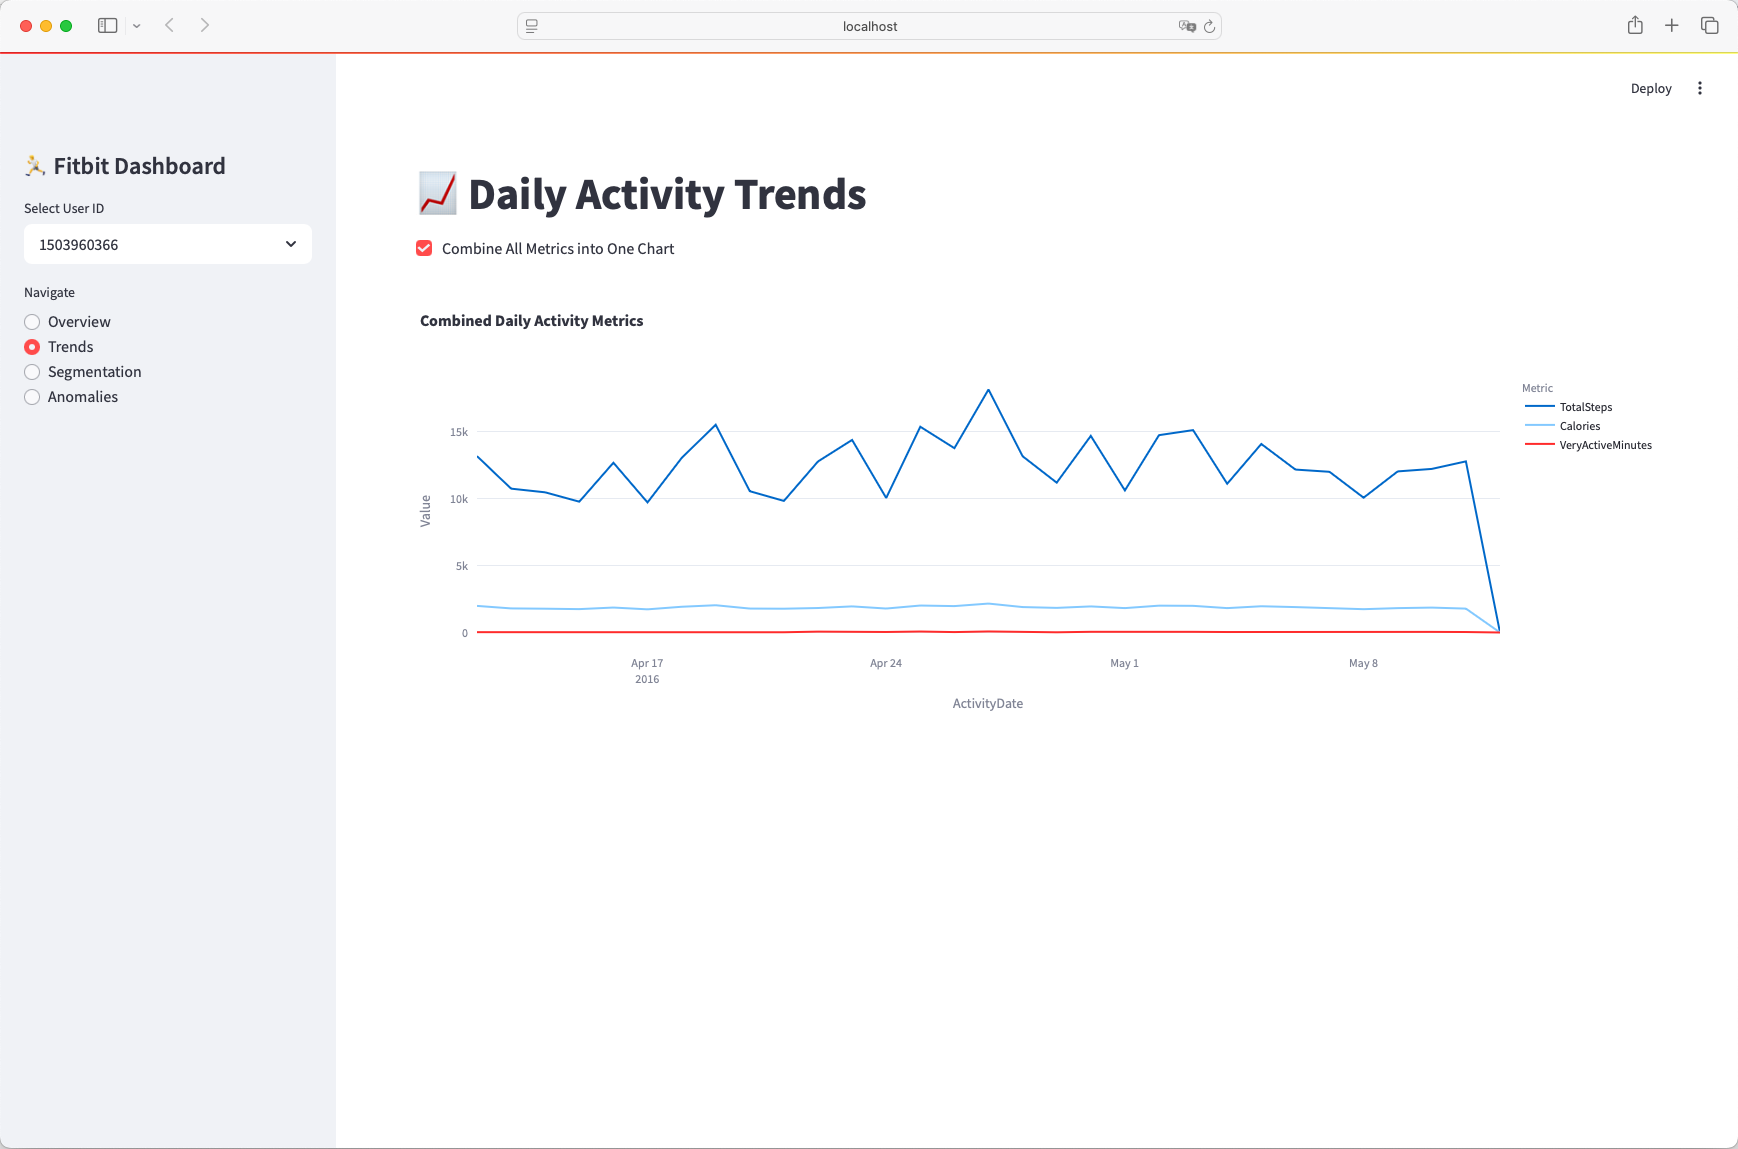 localhost
Deploy
Fitbit Dashboard
Select User ID
1503960366
Navigate
Overview
Trends
Segmentation
Anomalies
Daily Activity Trends
Combine All Metrics into One Chart
Combined Daily Activity Metrics
Metric
TotalSteps
Calories
VeryActiveMinutes
Value
15k
10k
5k
0
Apr 17
2016
Apr 24
May 1
May 8
ActivityDate